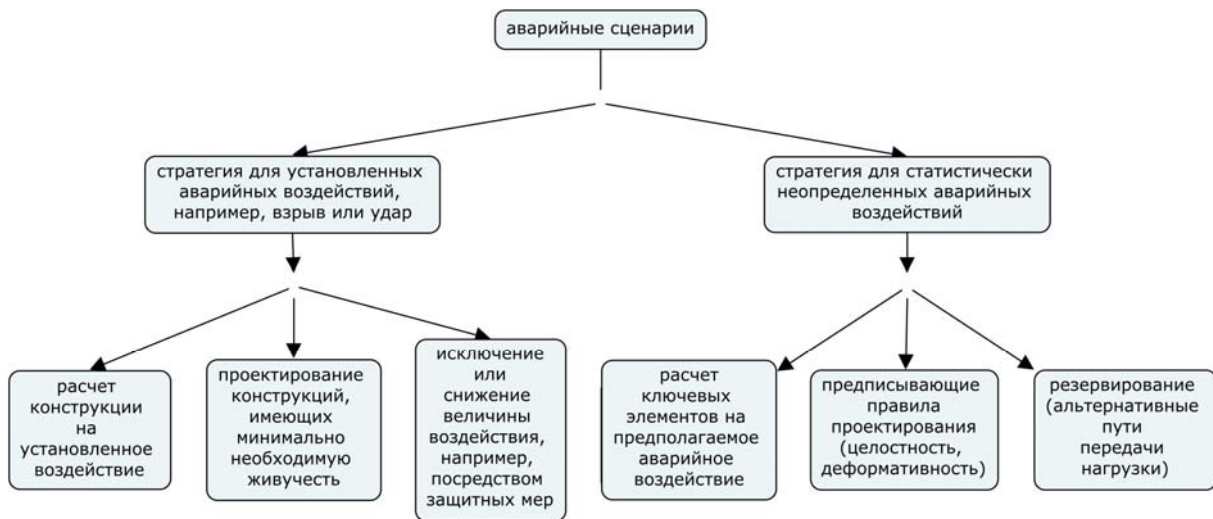 аварийные сценарии
стратегия для установленных
аварийных воздействий,
например, взрыв или удар
стратегия для статистически
неопределенных аварийных
воздействий
расчет
конструкции
на
установленное
воздействие
проектирование
конструкций,
имеющих
минимально
необходимую
живучесть
исключение
или
снижение
величины
воздействия,
например,
посредством
защитных мер
расчет
ключевых
элементов на
предполагаемое
аварийное
воздействие
предписывающие
правила
проектирования
(целостность,
деформативность)
резервирование
(альтернативные
пути
передачи
нагрузки)